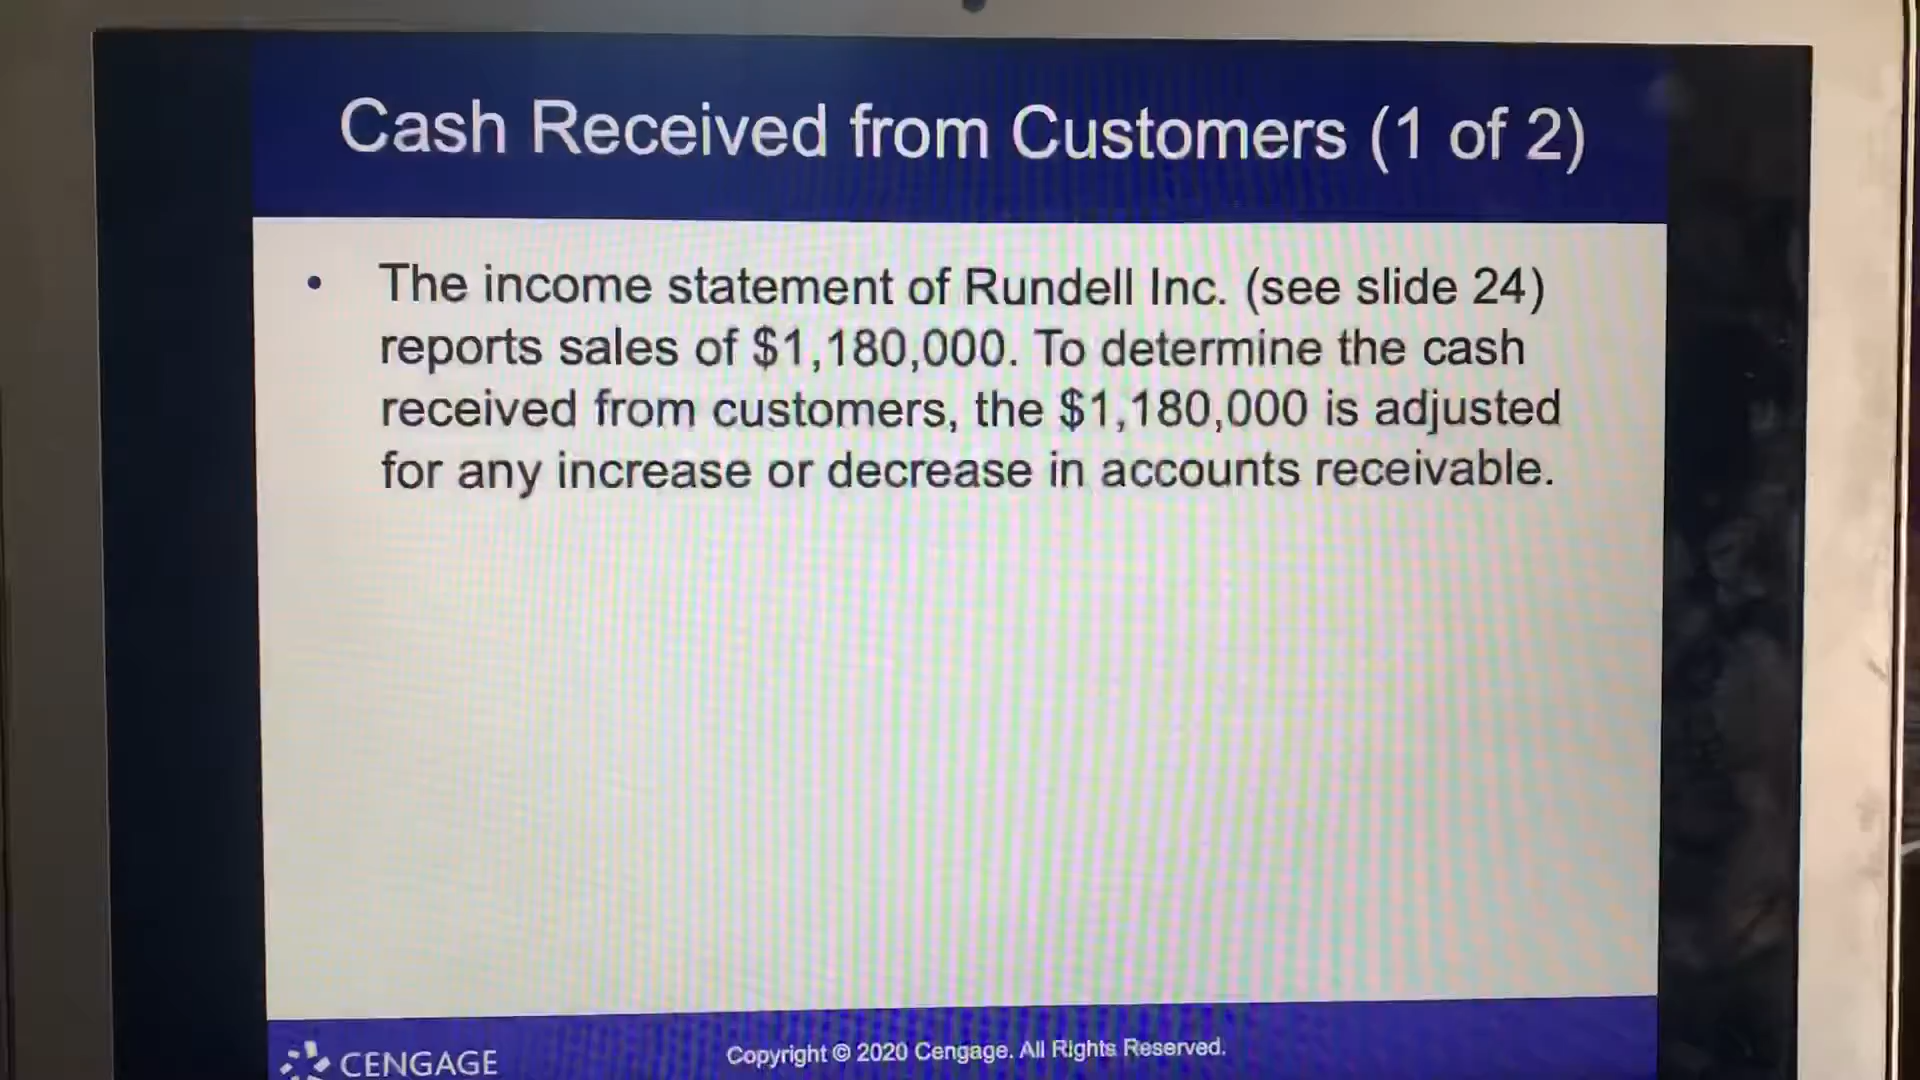 Cash Received from Customers (1 of 2)
• The income statement of Rundell Inc. (see slide 24)
reports sales of $1,180,000. To determine the cash
received from customers, the $1,180,000 is adjusted
for any increase or decrease in accounts receivable.
CENGAGE
Copyright © 2020 Cengage. All Rights Reserved.